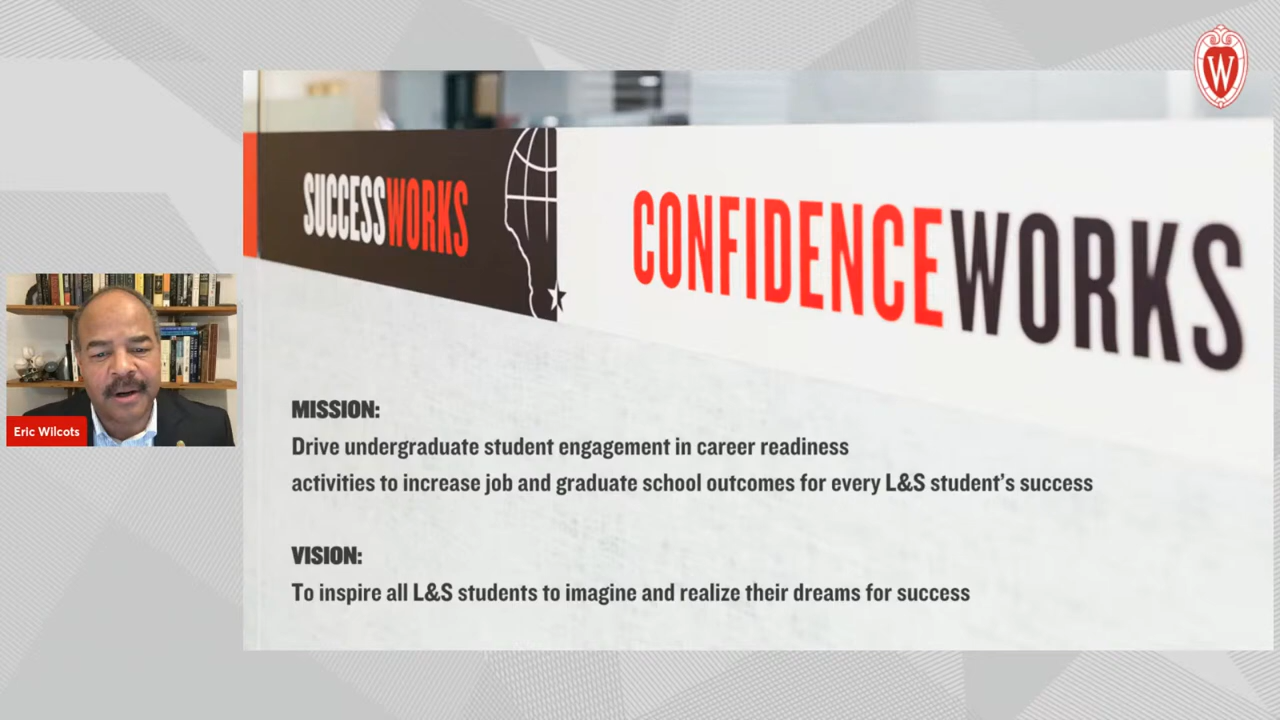 W
SUCCESSWORKS
CONFIDENCEWORKS
Eric Wilcots
MISSION:
Drive undergraduate student engagement in career readiness
activities to increase job and graduate school outcomes for every L&S student’s success
VISION:
To inspire all L&S students to imagine and realize their dreams for success